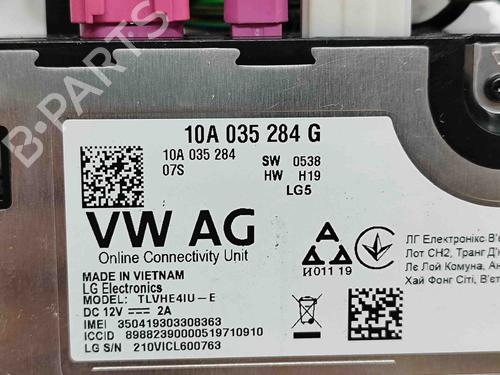 10A 035 284 G
10A 035 284
07S
SW 0538
HW H19
LG5
VW AG
Online Connectivity Unit
MADE IN VIETNAM
LG Electronics
MODEL: TLVHE4IU-E
DC 12V 2A
IMEI 350419303308363
ICCID 89882390000519710910
LG S/N 210VICL600763
И 011 19
ЛГ Електронікс В'є
Лот СН2, Транг Д'
Лє Лой Комуна, Ан
Хай Фонг Сіті, В'єт
B-PARTS